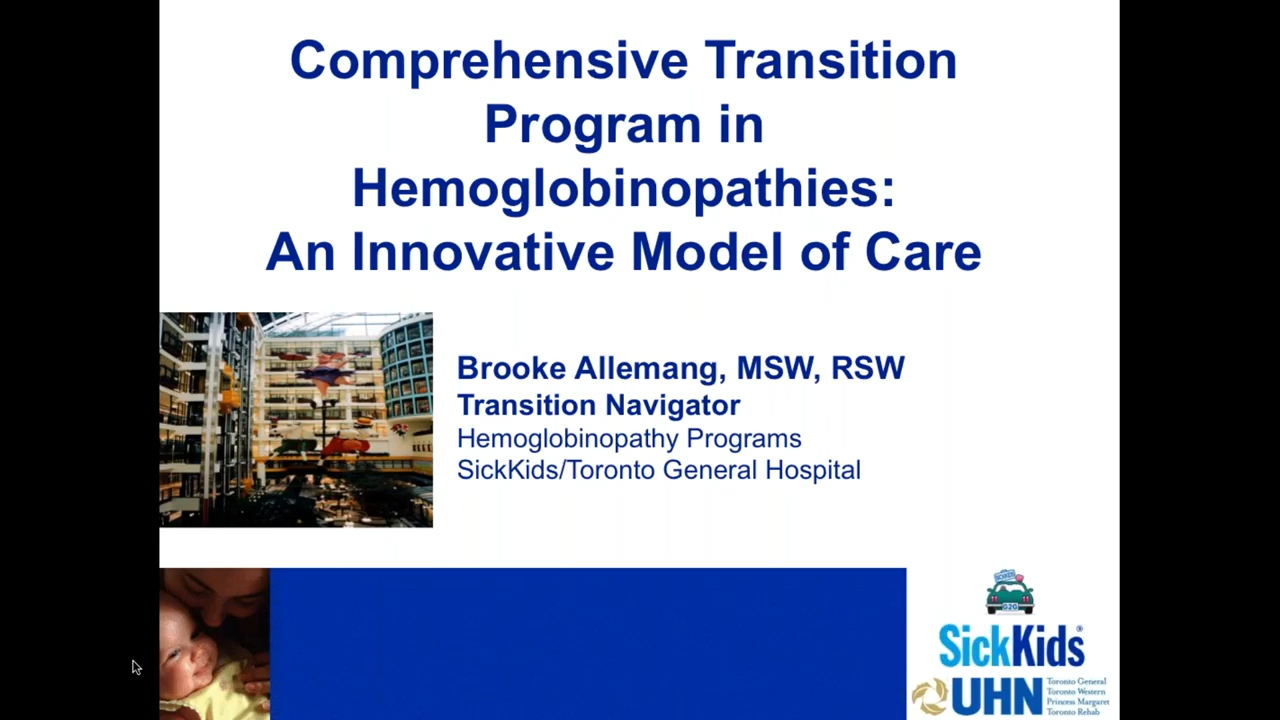 Comprehensive Transition
Program in
Hemoglobinopathies:
An Innovative Model of Care
Brooke Allemang, MSW, RSW
Transition Navigator
Hemoglobinopathy Programs
SickKids/Toronto General Hospital
G2G
SickKids®
UHN
Toronto General
Toronto Western
Princess Margaret
Toronto Rehab